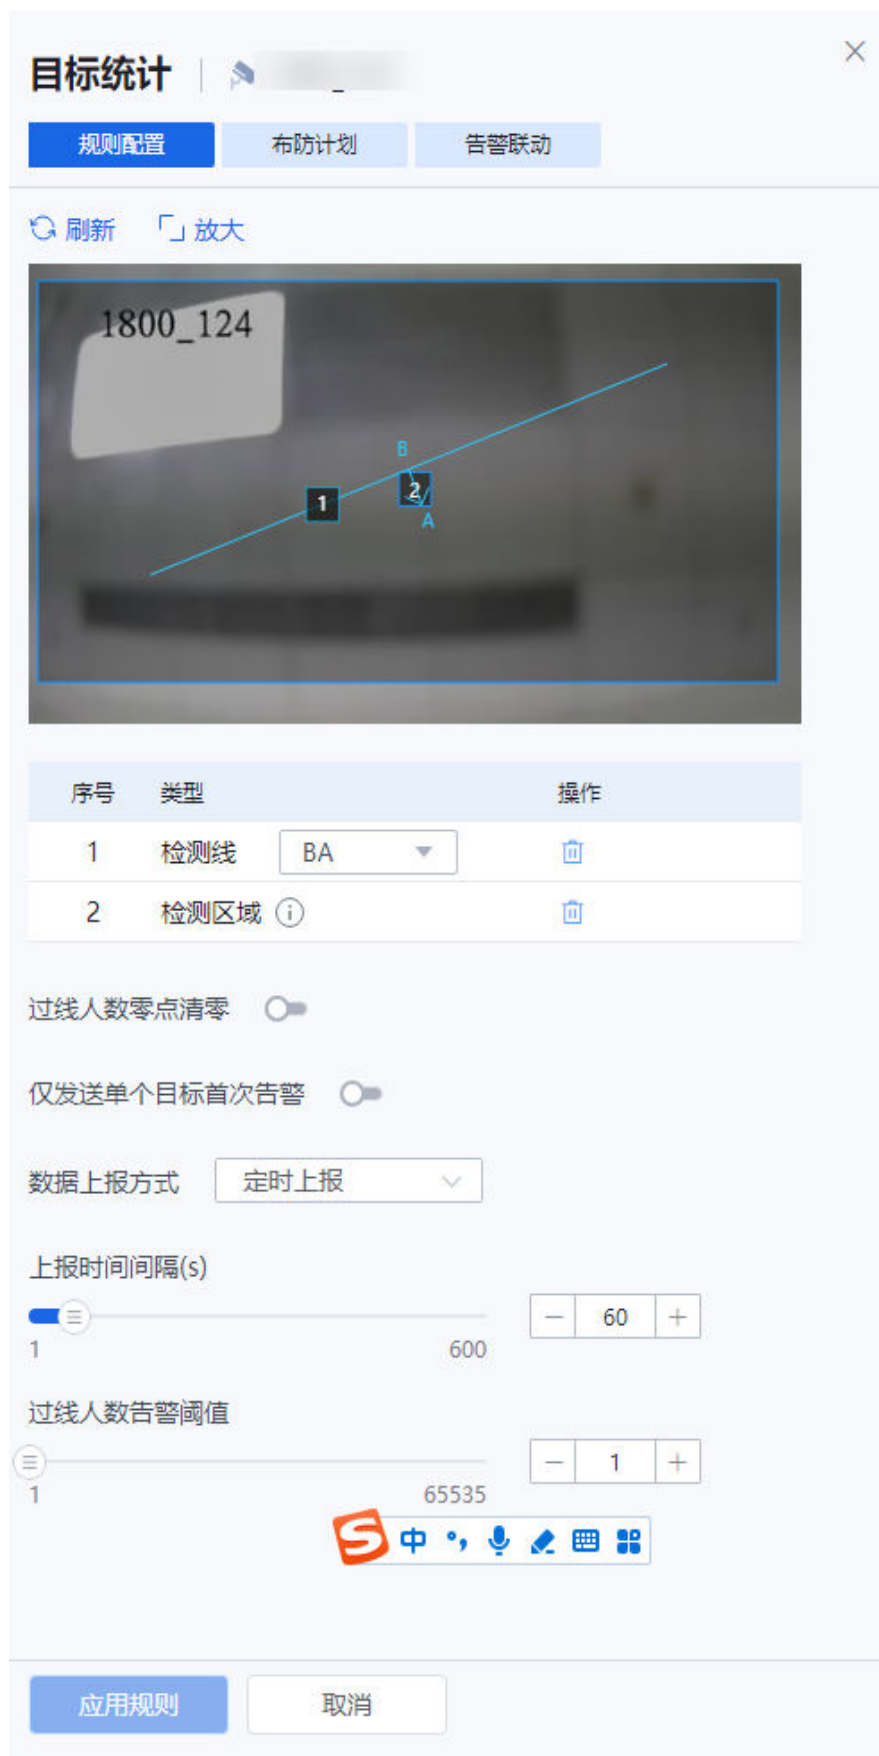 目标统计
规则配置 布防计划 告警联动
刷新 放大
1800_124
B
1 2
A
序号 类型 操作
1 检测线 BA
2 检测区域
过线人数零点清零
仅发送单个目标首次告警
数据上报方式 定时上报
上报时间间隔(s)
60
1 600
过线人数告警阈值
1
1 65535
S 中
应用规则 取消